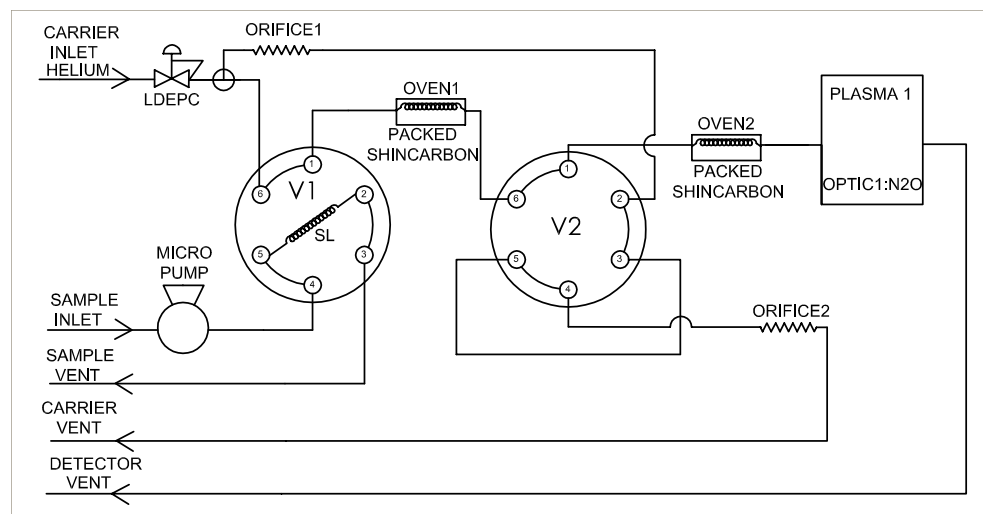 CARRIER
INLET
HELIUM
LDEPC
ORIFICE1
OVEN1
PACKED
SHINCARBON
OVEN2
PACKED
SHINCARBON
PLASMA 1
OPTIC1:N2O
V1
1
2
3
4
5
6
SL
V2
1
2
3
4
5
6
MICRO
PUMP
SAMPLE
INLET
ORIFICE2
SAMPLE
VENT
CARRIER
VENT
DETECTOR
VENT